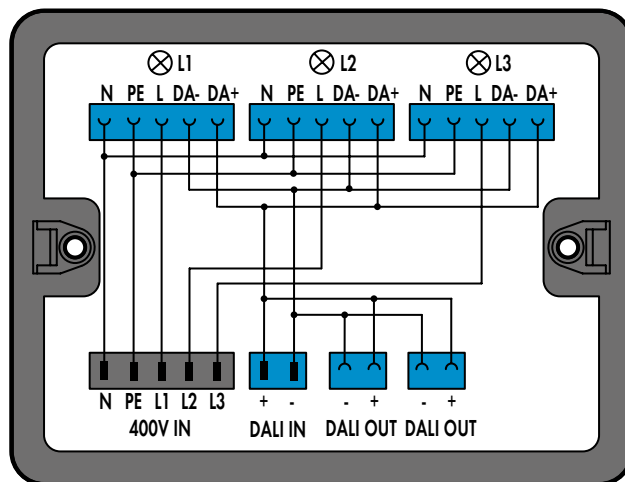 L1 L2 L3
N PE L DA- DA+ N PE L DA- DA+ N PE L DA- DA+
N PE L1 L2 L3 + - - + - +
400V IN DALI IN DALI OUT DALI OUT